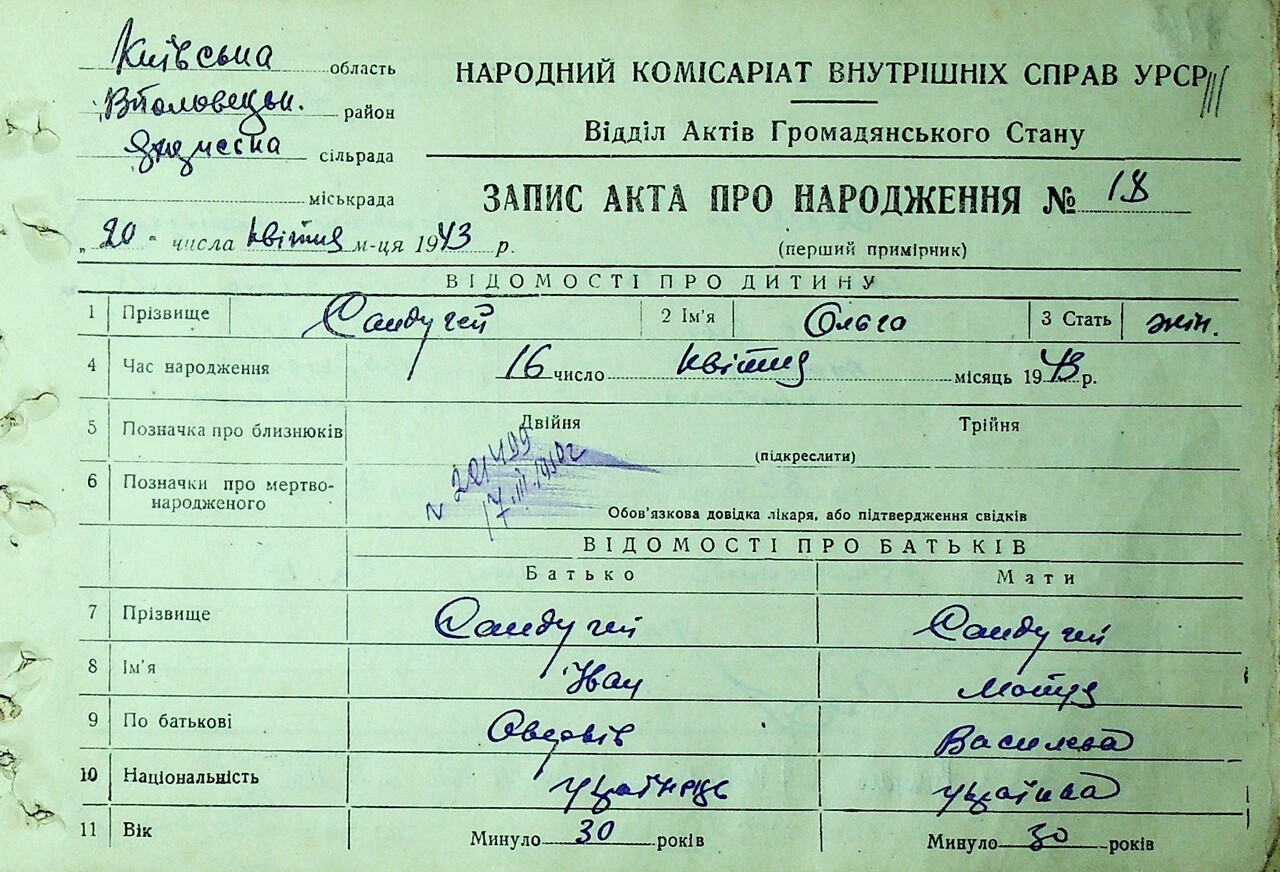 Київська область
район
сільрада
міськрада
„20" числа квітня м-ця 1943 р.
НАРОДНИЙ КОМІСАРІАТ ВНУТРІШНІХ СПРАВ УРСР
Відділ Актів Громадянського Стану
ЗАПИС АКТА ПРО НАРОДЖЕННЯ № 18
(перший примірник)
ВІДОМОСТІ ПРО ДИТИНУ
1 Прізвище Сандугей 2 Ім'я Ольга 3 Стать жін.
4 Час народження 16 число квітня місяць 1943 р.
5 Позначка про близнюків Двійня Трійня
(підкреслити)
6 Позначки про мертво-
народженого
Обов'язкова довідка лікаря, або підтвердження свідків
ВІДОМОСТІ ПРО БАТЬКІВ
Батько Мати
7 Прізвище Сандугей Сандугей
8 Ім'я Іван Мотря
9 По батькові Василева
10 Національність українець українка
11 Вік Минуло 30 років Минуло 30 років